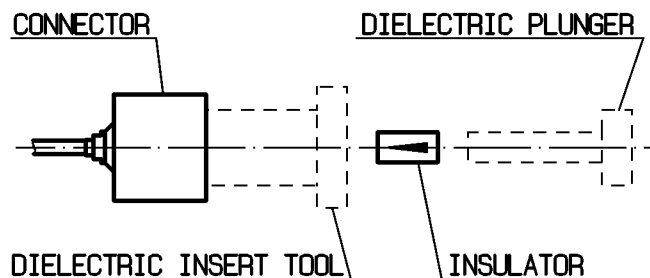 CONNECTOR
DIELECTRIC PLUNGER
DIELECTRIC INSERT TOOL
INSULATOR